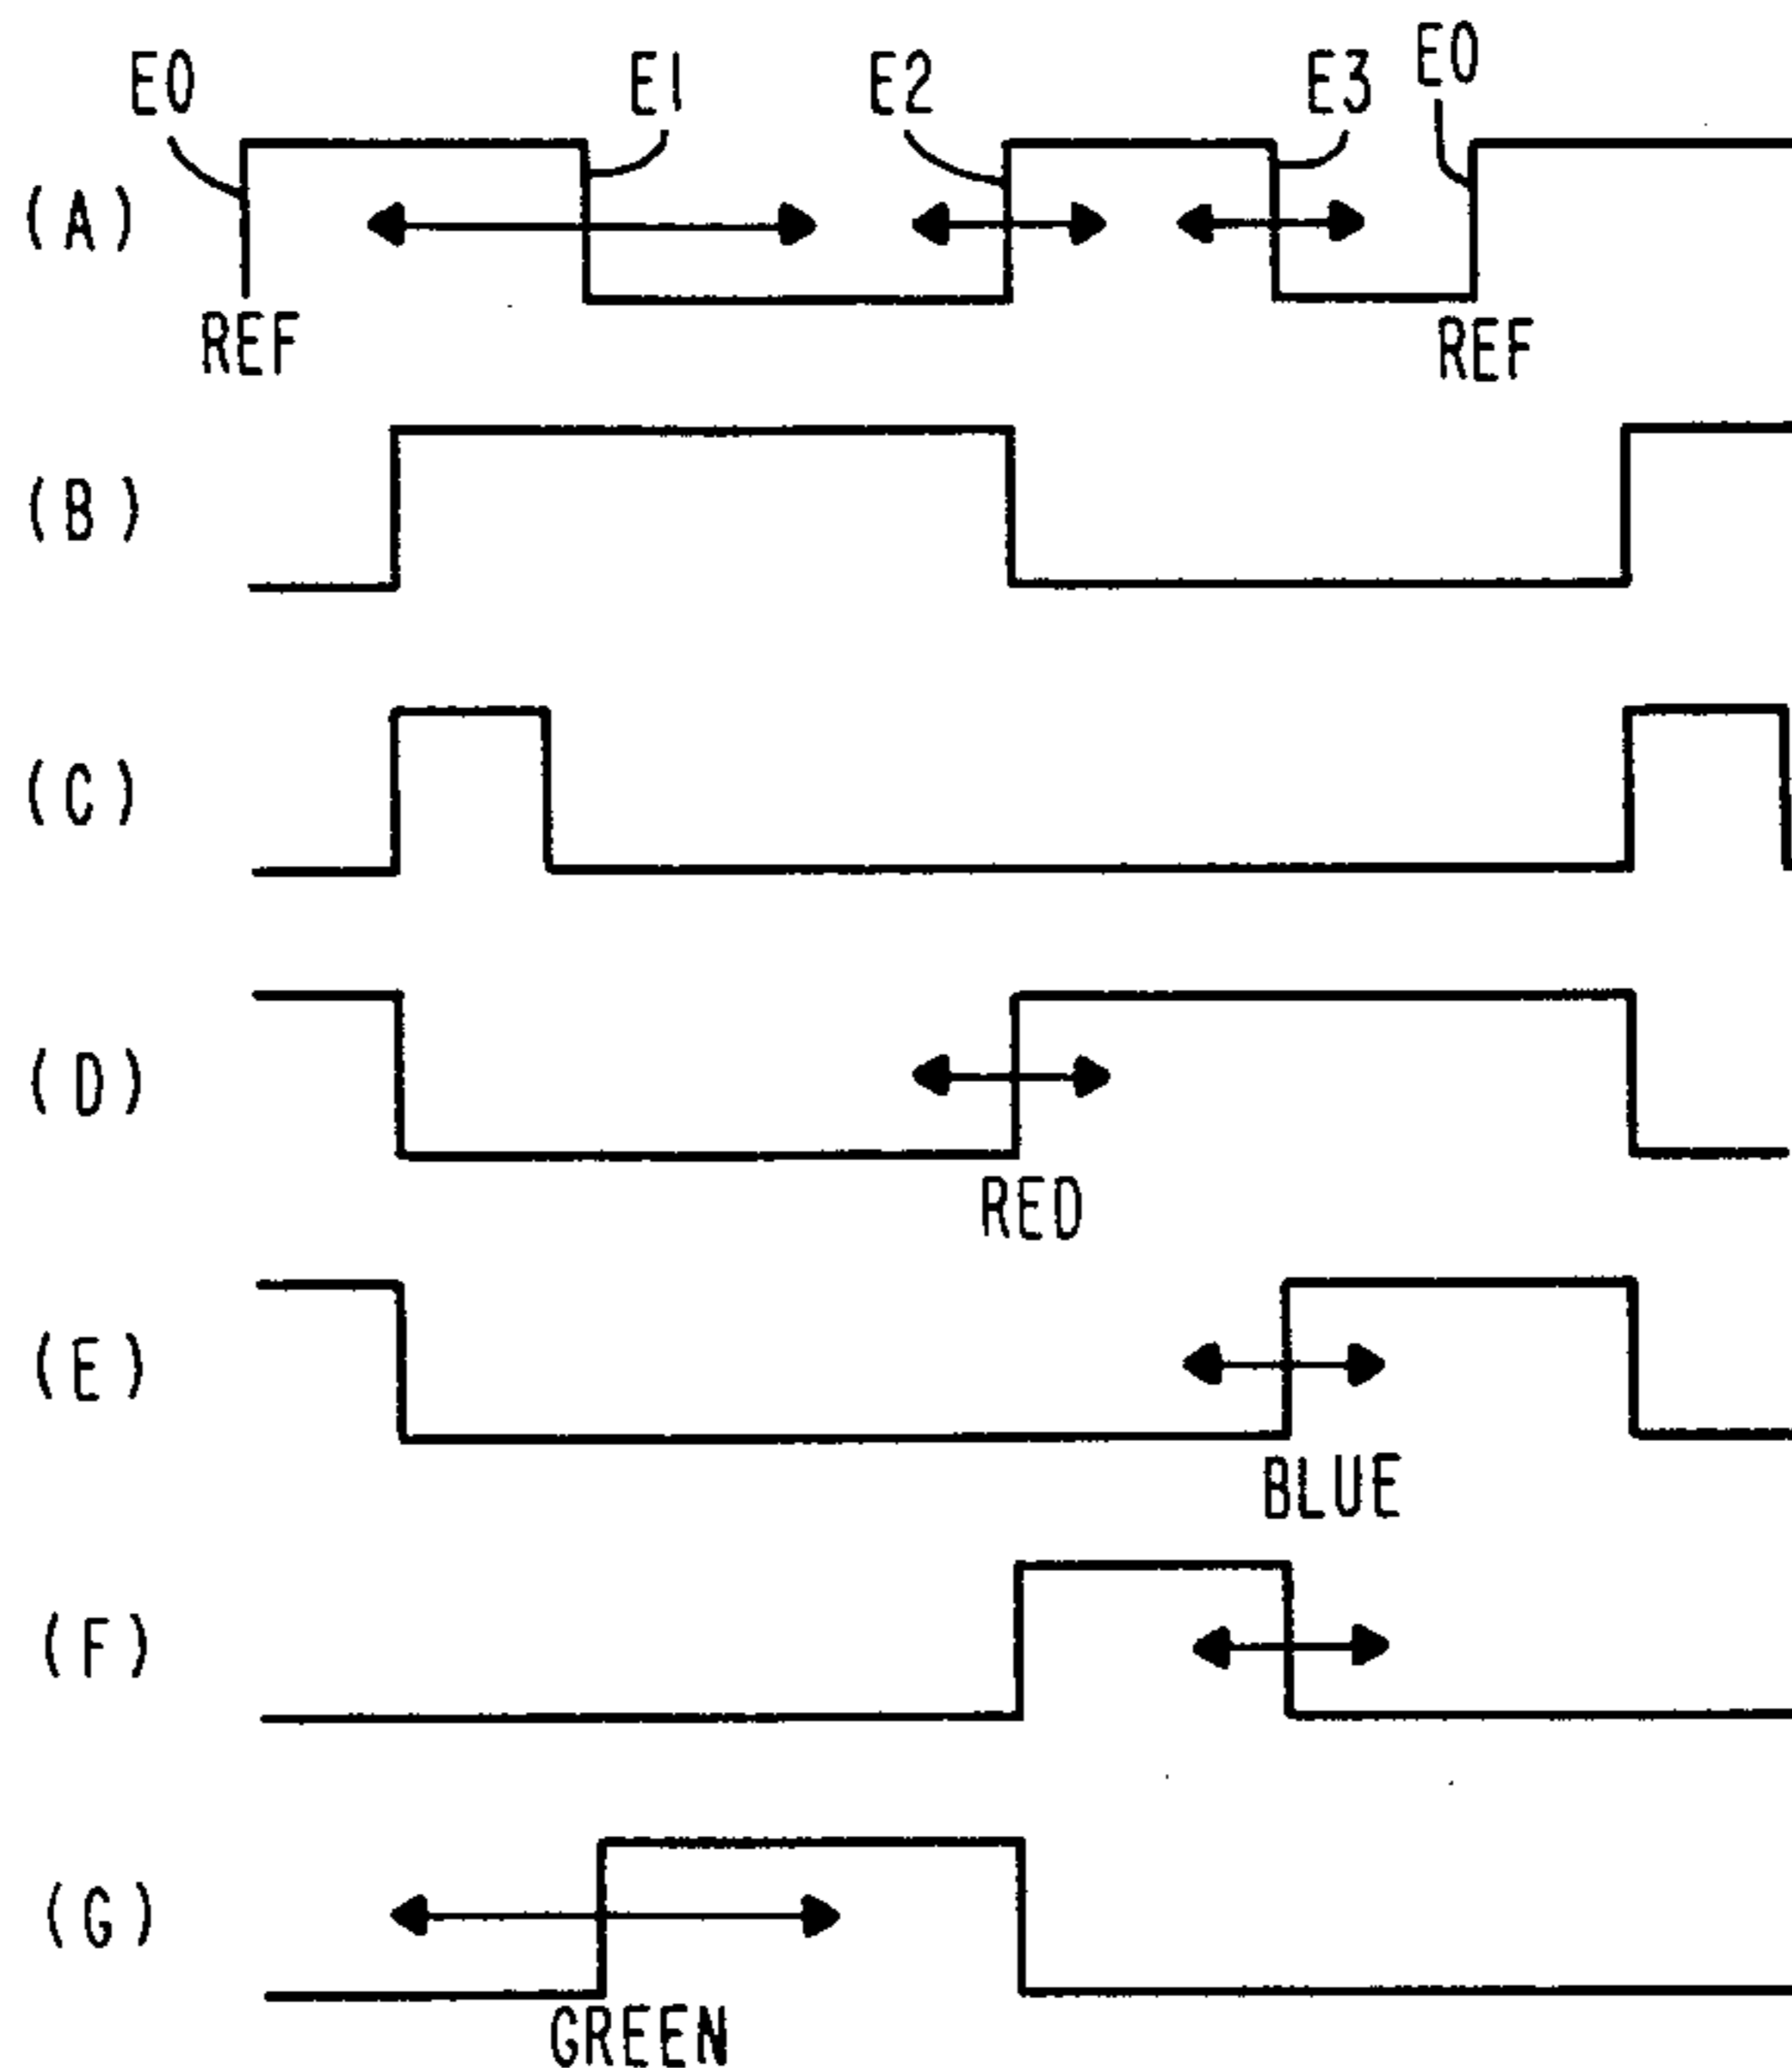 E0 E1 E2 E3 E0
(A)
REF REF
(B)
(C)
(D)
RED
(E)
BLUE
(F)
(G)
GREEN